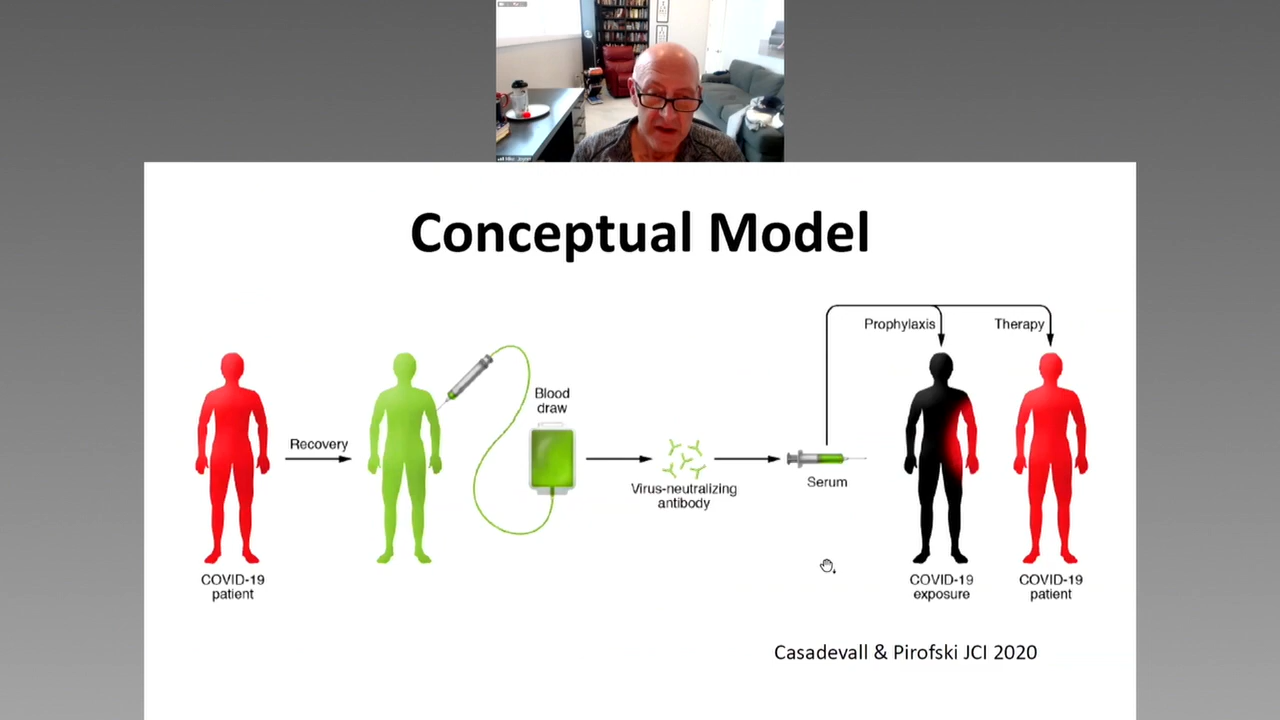 Conceptual Model
Prophylaxis
Therapy
Blood
draw
Recovery
Virus-neutralizing
antibody
Serum
COVID-19
patient
COVID-19
exposure
COVID-19
patient
Casadevall & Pirofski JCI 2020